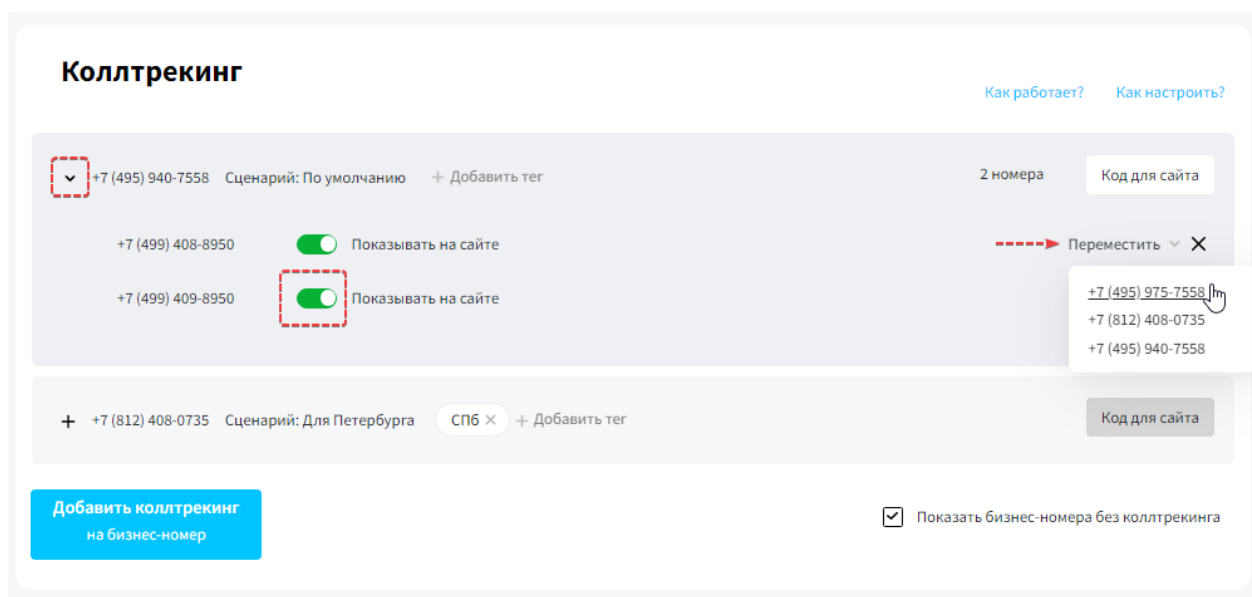 Коллтрекинг
Как работает? Как настроить?
+7 (495) 940-7558 Сценарий: По умолчанию + Добавить тег 2 номера Код для сайта
+7 (499) 408-8950 Показывать на сайте Переместить
+7 (499) 409-8950 Показывать на сайте
+7 (495) 975-7558
+7 (812) 408-0735
+7 (495) 940-7558
+7 (812) 408-0735 Сценарий: Для Петербурга СПб × + Добавить тег Код для сайта
Добавить коллтрекинг
на бизнес-номер
Показать бизнес-номера без коллтрекинга